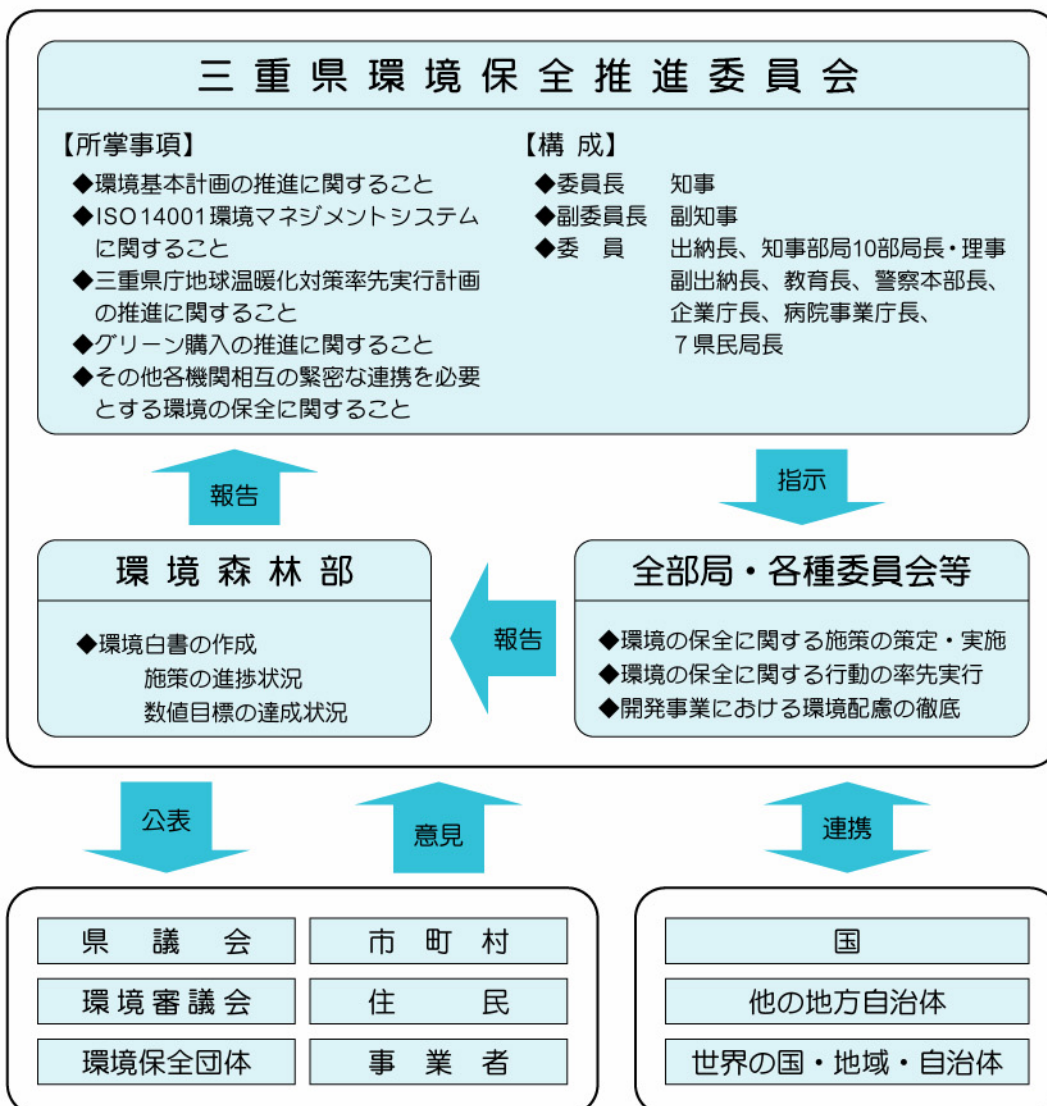 三重県環境保全推進委員会
【所掌事項】
◆環境基本計画の推進に関すること
◆ISO14001環境マネジメントシステム
に関すること
◆三重県庁地球温暖化対策率先実行計画
の推進に関すること
◆グリーン購入の推進に関すること
◆その他各機関相互の緊密な連携を必要
とする環境の保全に関すること
【構 成】
◆委員長 知事
◆副委員長 副知事
◆委 員 出納長、知事部局10部局長・理事
副出納長、教育長、警察本部長、
企業庁長、病院事業庁長、
7県民局長
報告
指示
環境森林部
◆環境白書の作成
施策の進捗状況
数値目標の達成状況
報告
全部局・各種委員会等
◆環境の保全に関する施策の策定・実施
◆環境の保全に関する行動の率先実行
◆開発事業における環境配慮の徹底
公表
意見
連携
県議会
市町村
環境審議会
住民
環境保全団体
事業者
国
他の地方自治体
世界の国・地域・自治体